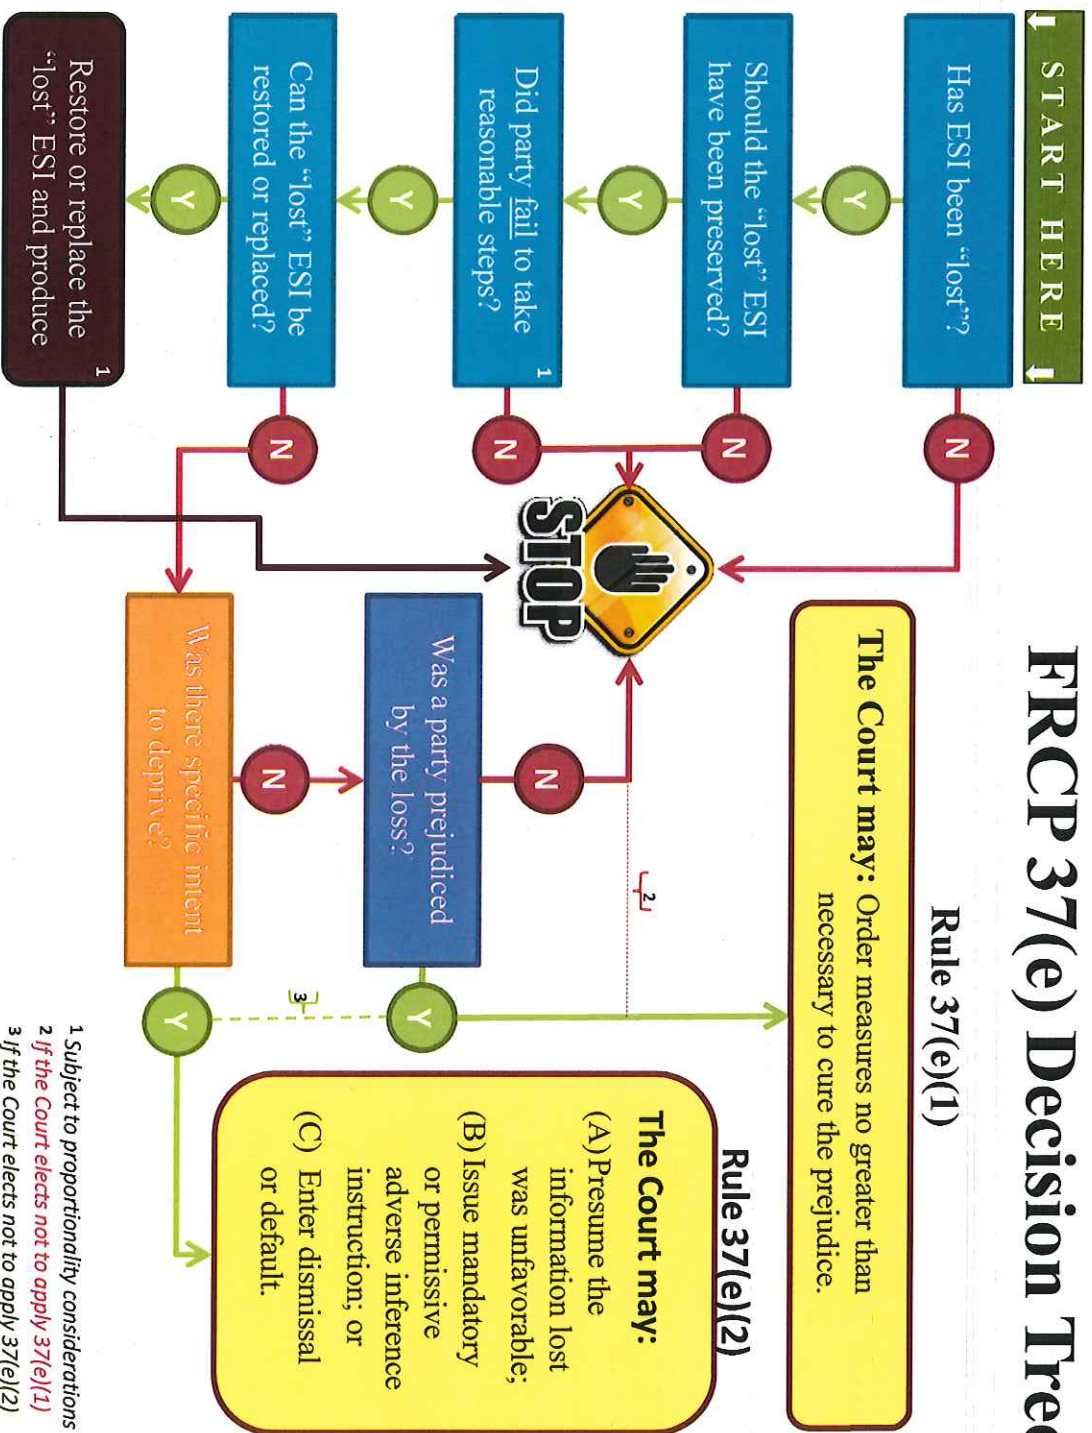 FRCP 37(e) Decision Tree
START HERE
Has ESI been “lost”?
Y
N
Should the “lost” ESI
have been preserved?
Y
N
Did party fail to take
reasonable steps?
1
Y
N
Can the “lost” ESI be
restored or replaced?
Y
N
Restore or replace the
“lost” ESI and produce
1
STOP
Rule 37(e)(1)
The Court may: Order measures no greater than
necessary to cure the prejudice.
2
Was a party prejudiced
by the loss?
N
Y
3
Was there specific intent
to deprive?
N
Y
Rule 37(e)(2)
The Court may:
(A) Presume the
information lost
was unfavorable;
(B) Issue mandatory
or permissive
adverse inference
instruction; or
(C) Enter dismissal
or default.
1 Subject to proportionality considerations
2 If the Court elects not to apply 37(e)(1)
3 If the Court elects not to apply 37(e)(2)